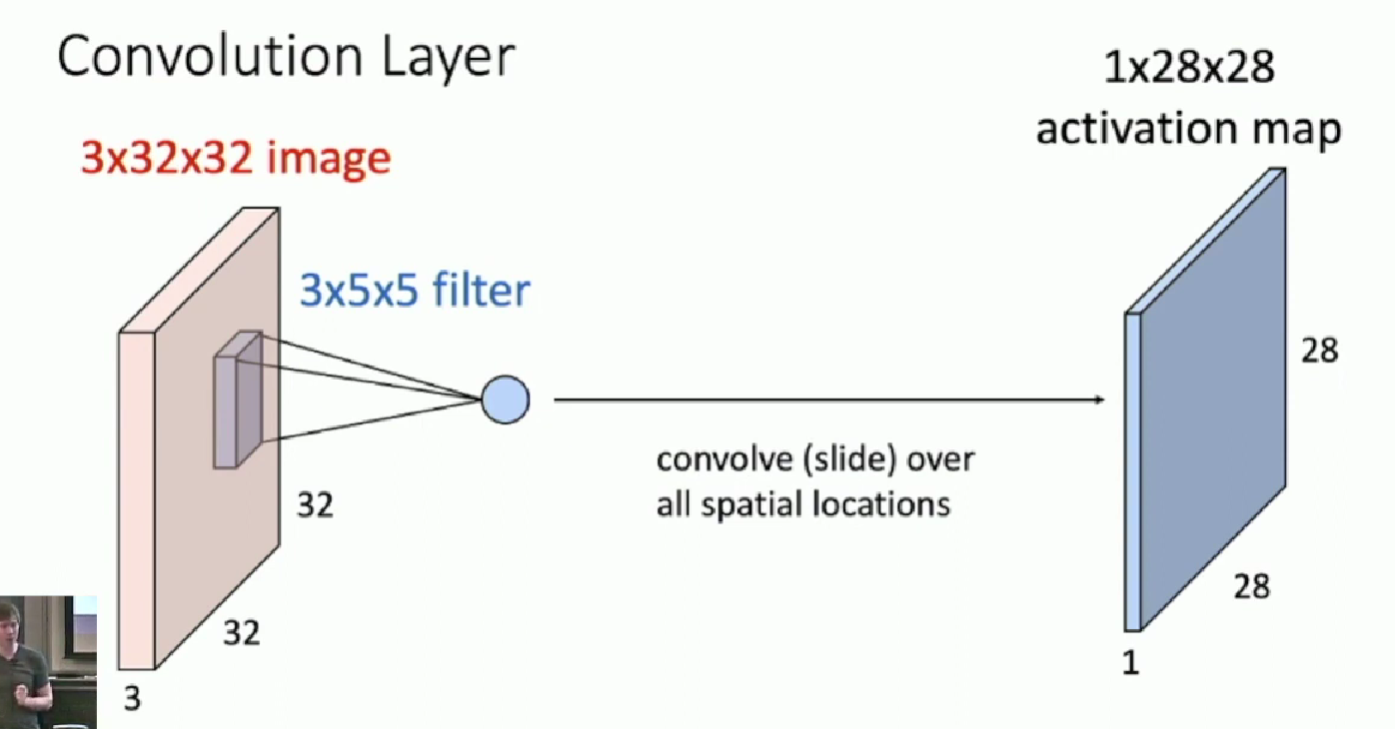 Convolution Layer
3x32x32 image
3x5x5 filter
32
32
3
convolve (slide) over
all spatial locations
1x28x28
activation map
28
28
1